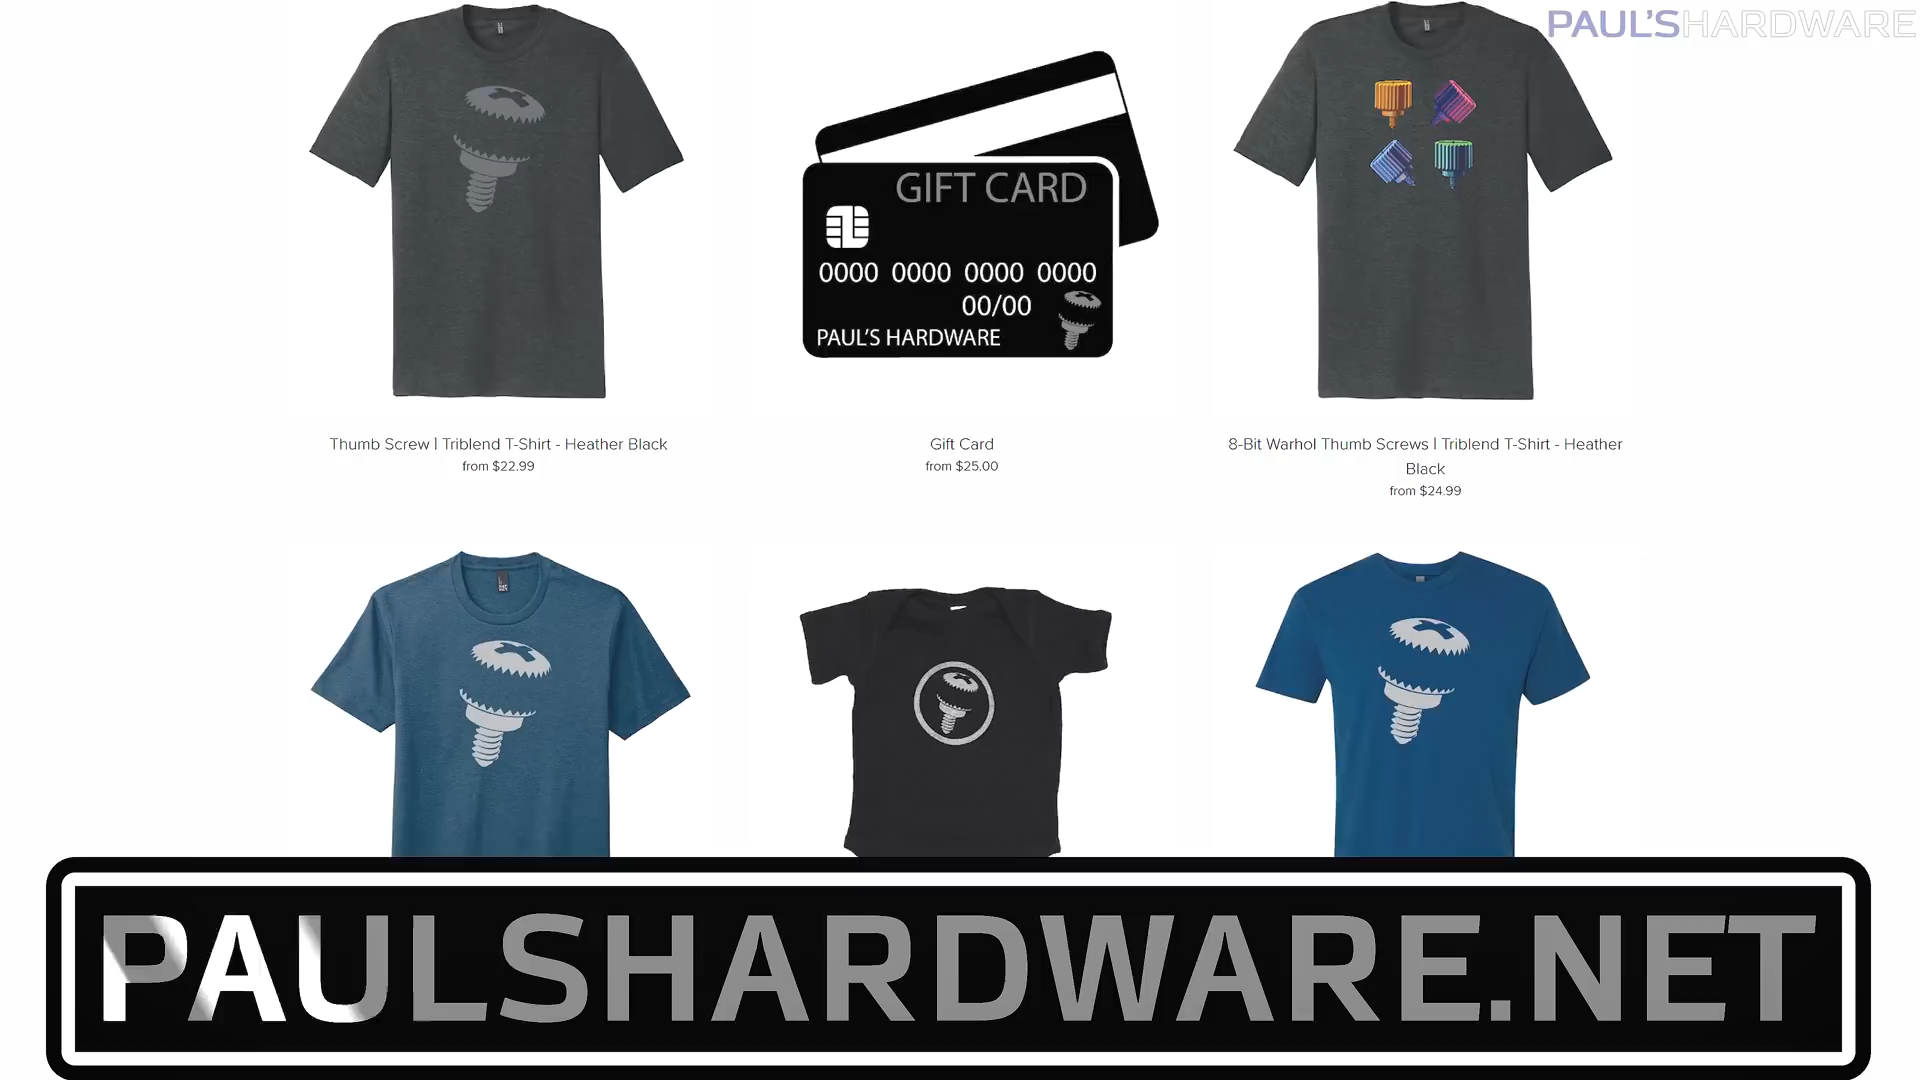 PAUL'SHARDWARE
GIFT CARD
0000 0000 0000 0000
00/00
PAUL'S HARDWARE
Thumb Screw | Triblend T-Shirt - Heather Black
from $22.99
Gift Card
from $25.00
8-Bit Warhol Thumb Screws | Triblend T-Shirt - Heather
Black
from $24.99
PAULSHARDWARE.NET